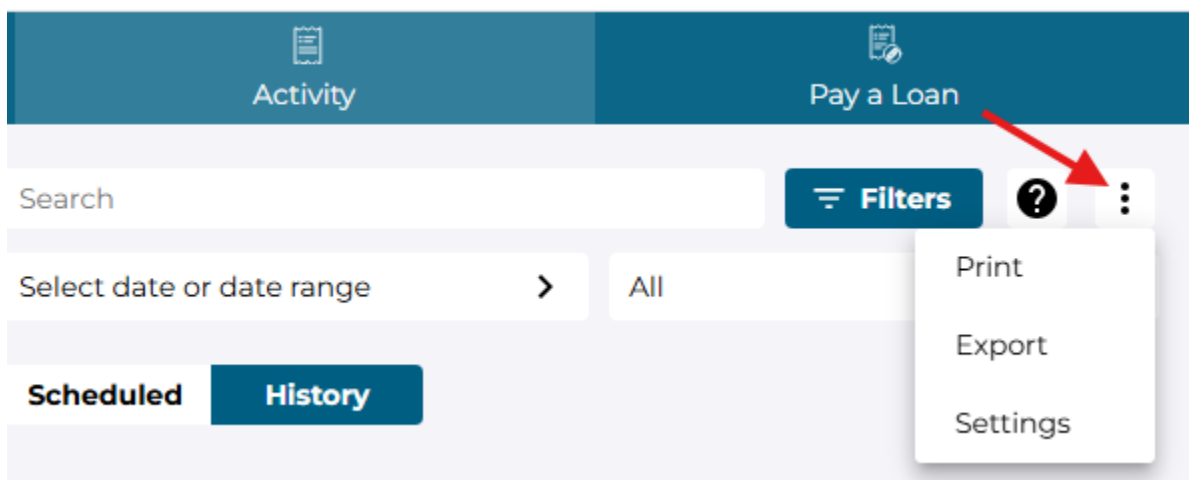 Activity
Pay a Loan
Search
Filters
?
Select date or date range
All
Print
Export
Settings
Scheduled
History